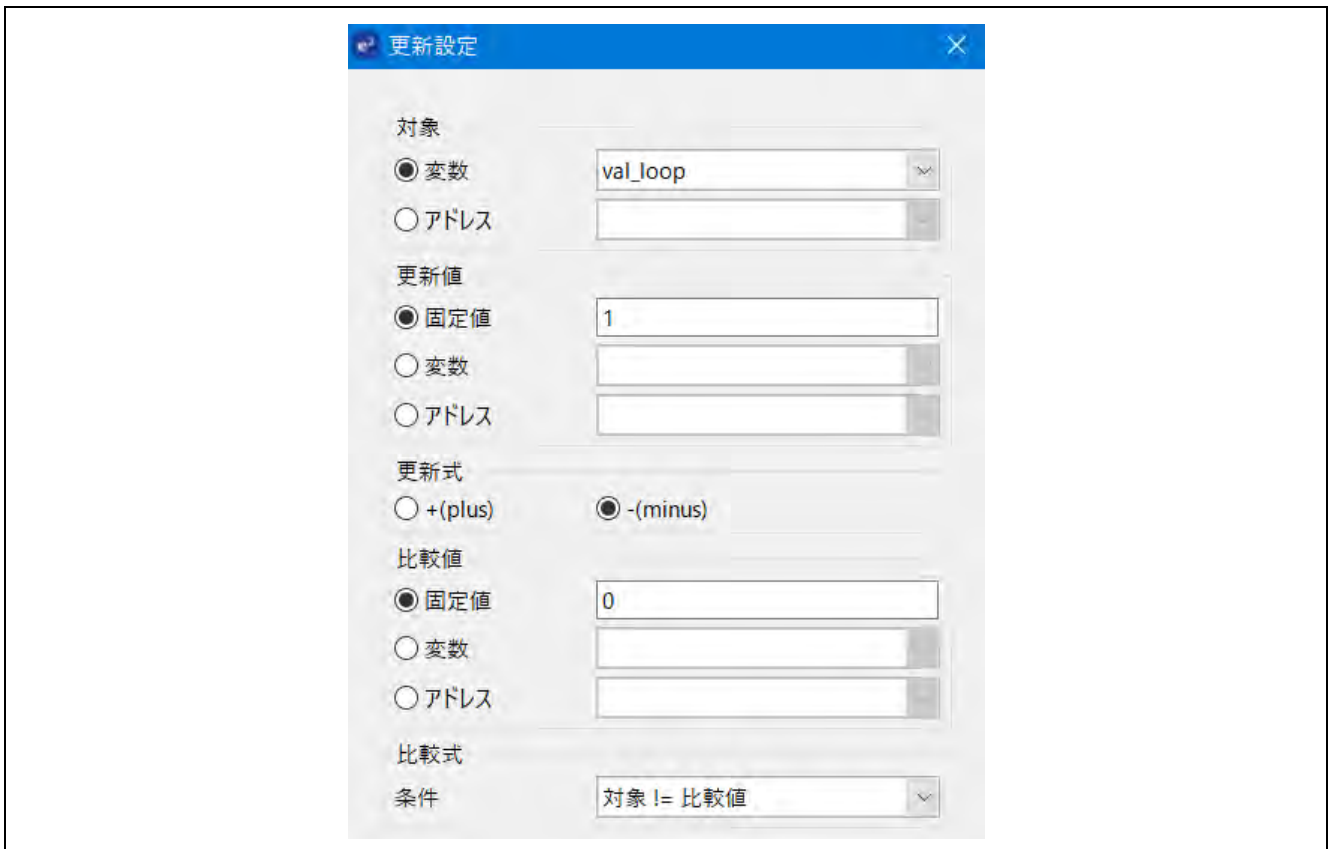 e² 更新設定
対象
変数 val_loop
アドレス
更新値
固定値 1
変数
アドレス
更新式
+(plus) -(minus)
比較値
固定値 0
変数
アドレス
比較式
条件 対象 != 比較値